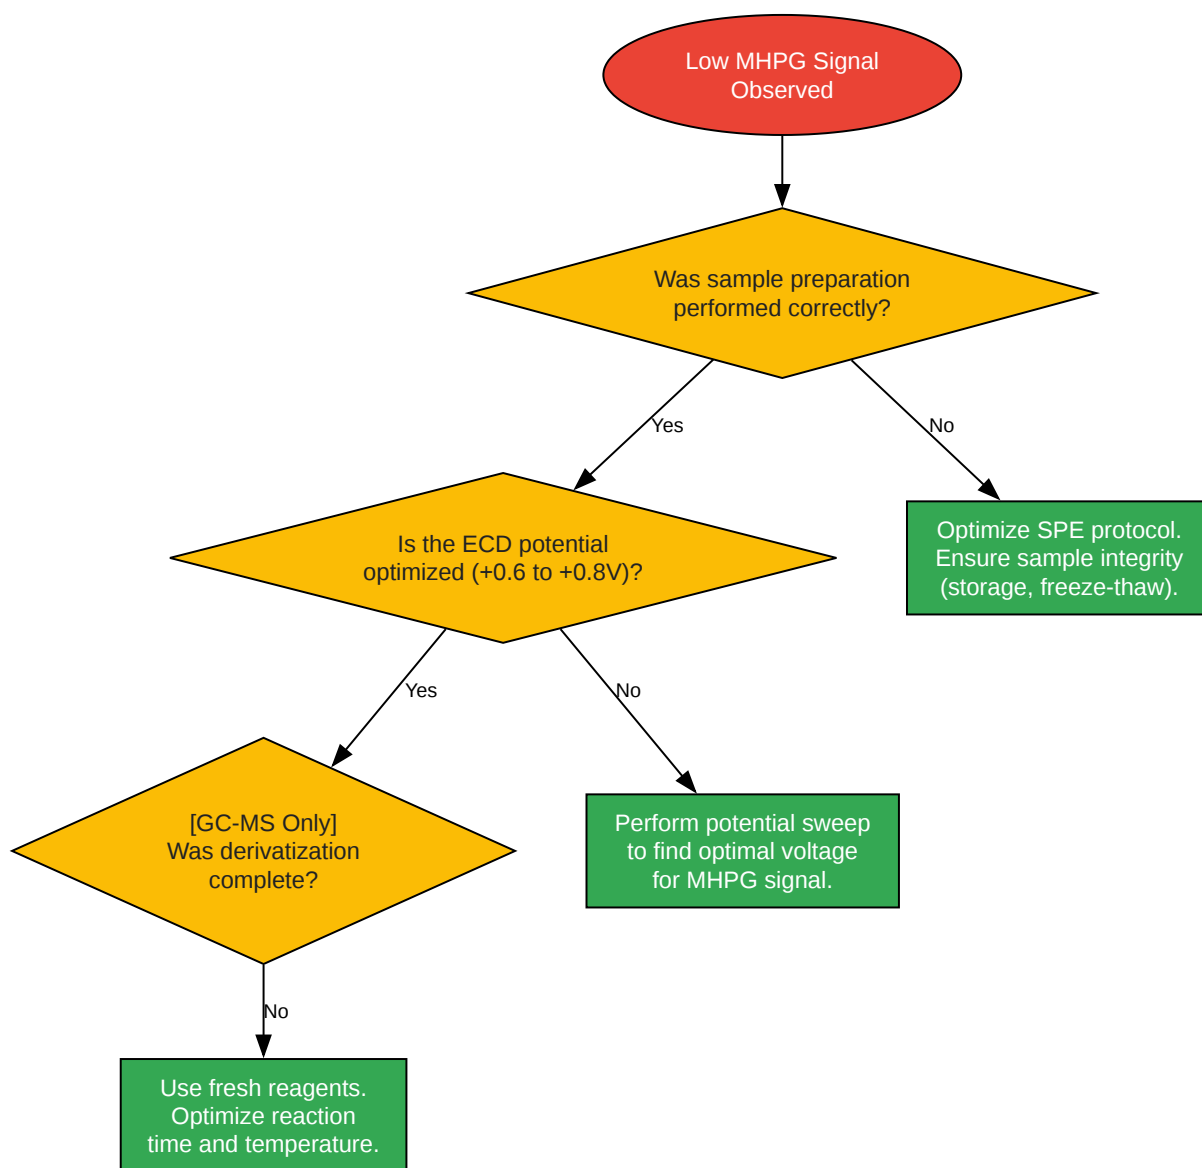 Low MHPG Signal
Observed
Was sample preparation
performed correctly?
Yes
No
Is the ECD potential
optimized (+0.6 to +0.8V)?
Optimize SPE protocol.
Ensure sample integrity
(storage, freeze-thaw).
Yes
No
[GC-MS Only]
Was derivatization
complete?
Perform potential sweep
to find optimal voltage
for MHPG signal.
No
Use fresh reagents.
Optimize reaction
time and temperature.